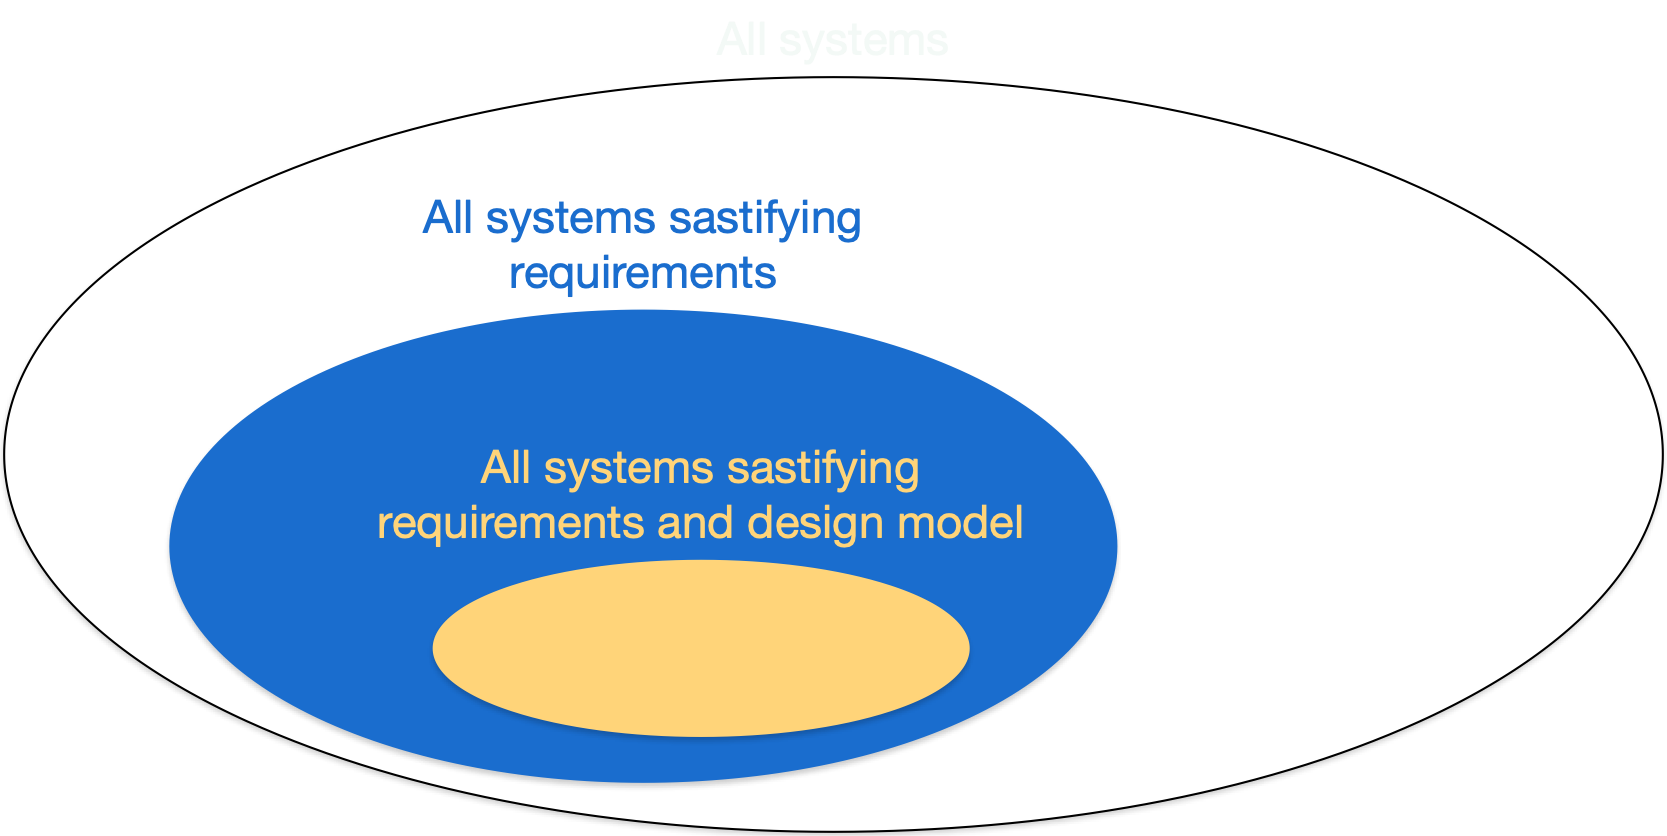 All systems
All systems sastifying
requirements
All systems sastifying
requirements and design model